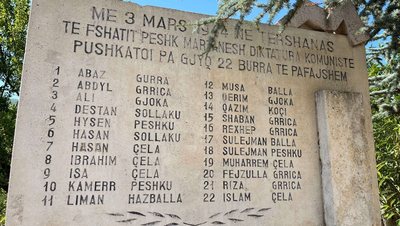 ME 3 MARS NE TERSHANAS
TE FSHATIT PESHK MARTANESH DIKTATURA KOMUNISTE
PUSHKATOI PA GJYQ 22 BURRA TE PAFAJSHEM
1 ABAZ GURRA
2 ABDYL GRRICA
3 ALI GJOKA
4 DESTAN SOLLAKU
5 HYSEN PESHKU
6 HASAN SOLLAKU
7 HASAN ÇELA
8 IBRAHIM ÇELA
9 ISA ÇELA
10 KAMERR PESHKU
11 LIMAN HAZBALLA
12 MUSA BALLA
13 QERIM GJOKA
14 QAZIM KOÇI
15 SHABAN GRRICA
16 REXHEP GRRICA
17 SULEJMAN BALLA
18 SULEJMAN PESHKU
19 MUHARREM ÇELA
20 FEJZULLA GRRICA
21 RIZA GRRICA
22 ISLAM ÇELA